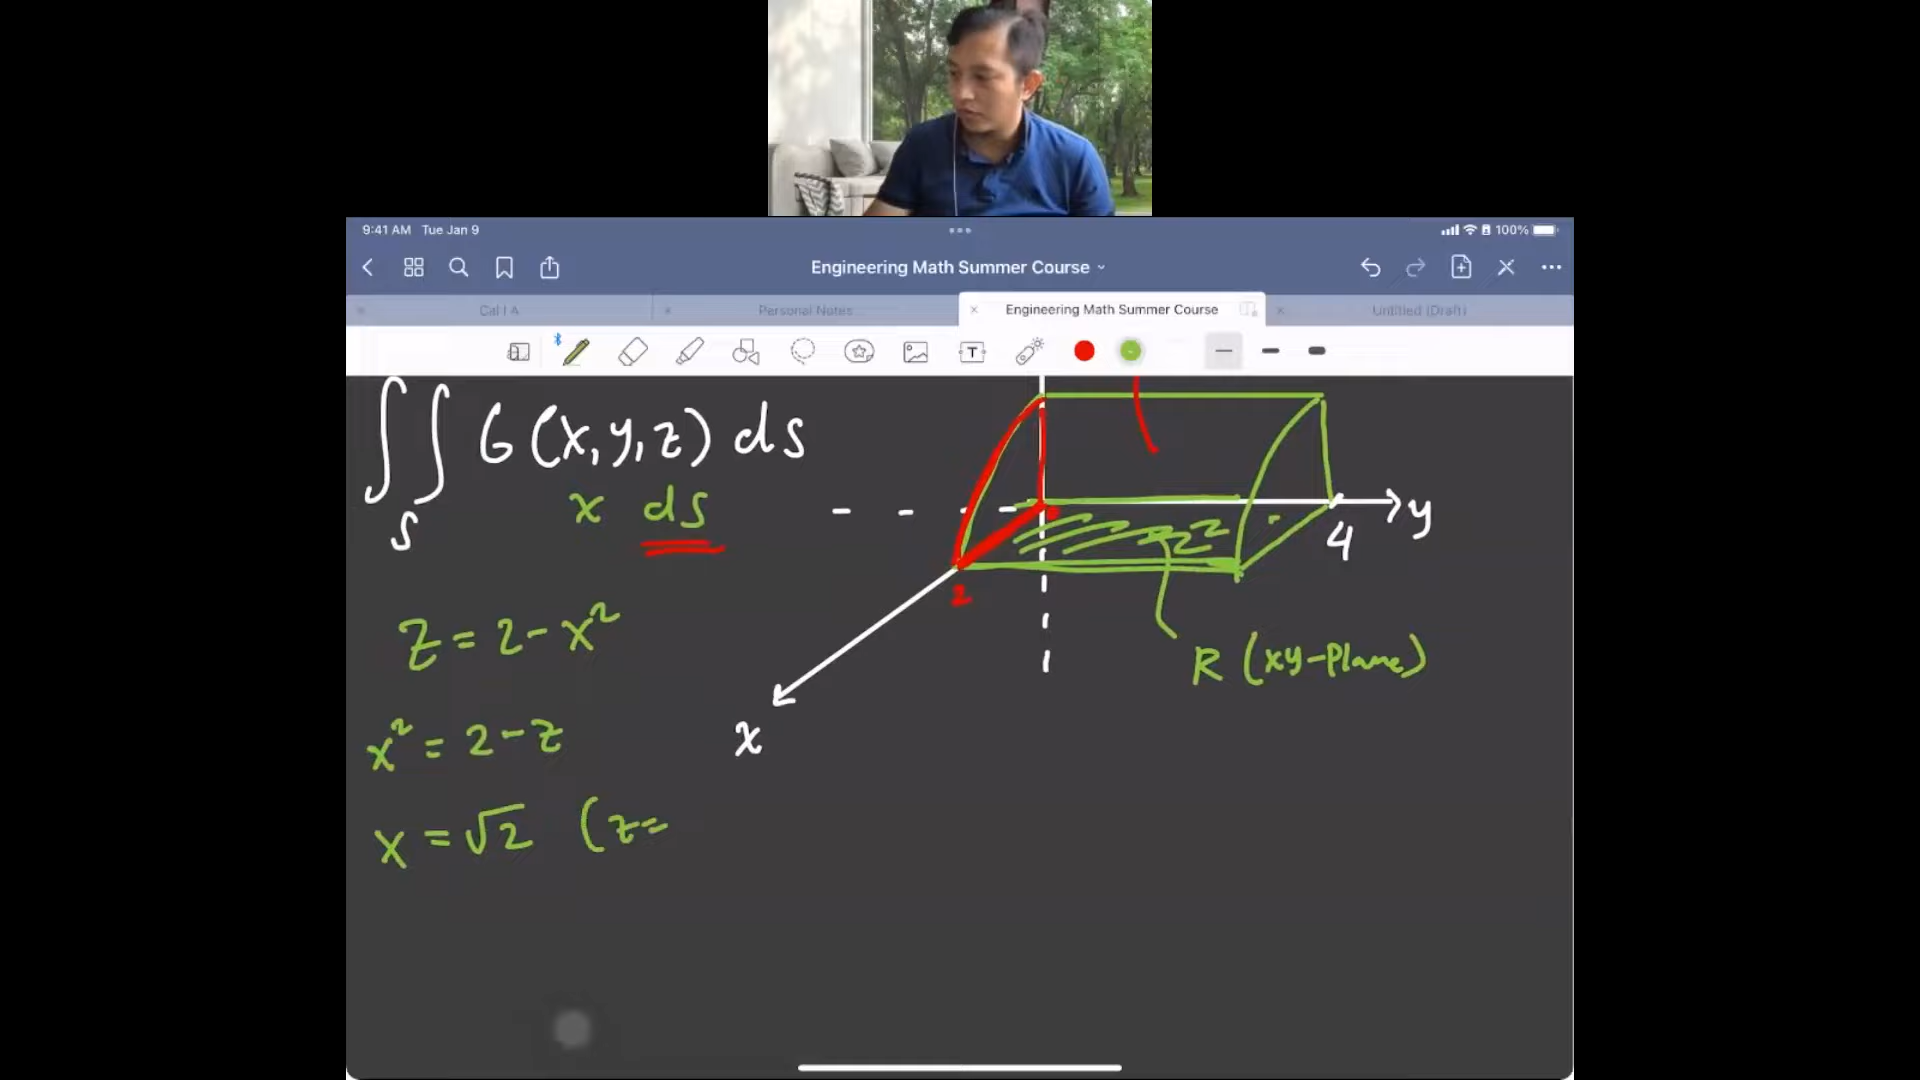 9:41 AM Tue Jan 9
100%
Engineering Math Summer Course
Cal I A
Personal Notes
Engineering Math Summer Course
Untitled (Draft)
T
∫∫ G(x,y,z) ds
S
x ds
y
4
2
z = 2 - x²
R (xy-plane)
x² = 2 - z
x
x = √2 (z=